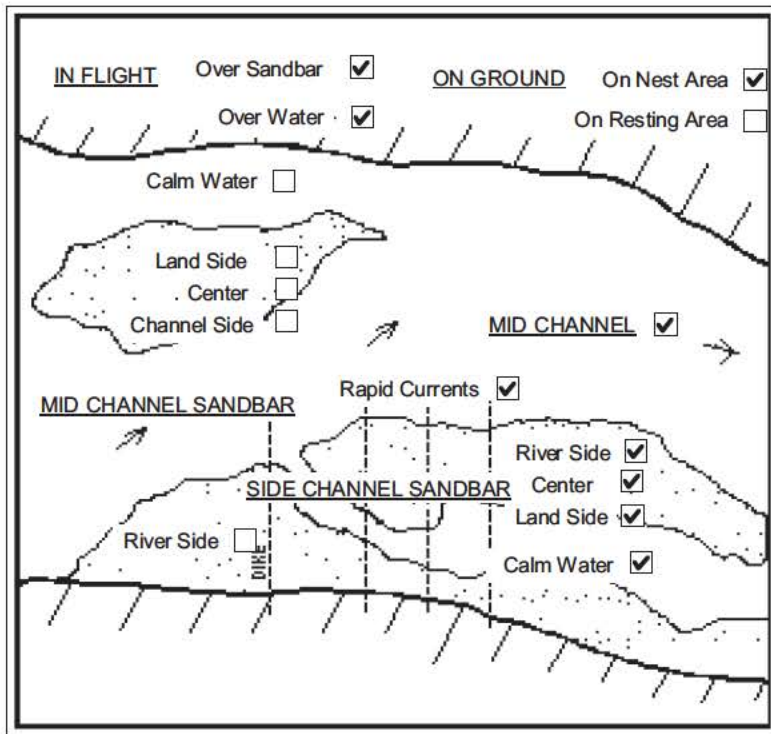 IN FLIGHT
Over Sandbar ✔
Over Water ✔
ON GROUND
On Nest Area ✔
On Resting Area ☐
Calm Water ☐
Land Side ☐
Center ☐
Channel Side ☐
MID CHANNEL ✔
Rapid Currents ✔
MID CHANNEL SANDBAR
River Side ✔
SIDE CHANNEL SANDBAR
Center ✔
Land Side ✔
River Side ☐
DIKE
Calm Water ✔